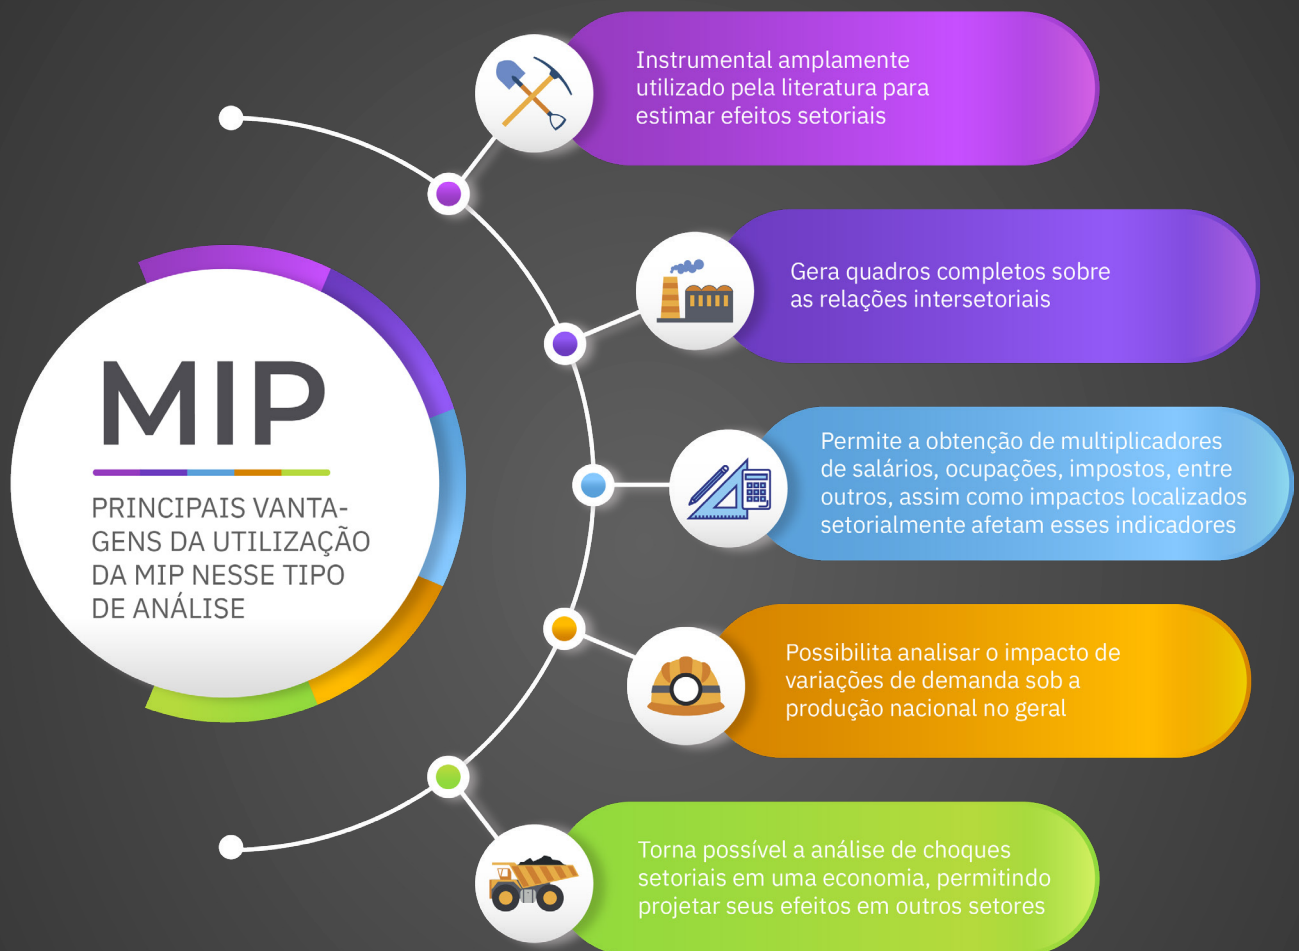 MIP
PRINCIPAIS VANTA-
GENS DA UTILIZAÇÃO
DA MIP NESSE TIPO
DE ANÁLISE
Instrumental amplamente
utilizado pela literatura para
estimar efeitos setoriais
Gera quadros completos sobre
as relações intersetoriais
Permite a obtenção de multiplicadores
de salários, ocupações, impostos, entre
outros, assim como impactos localizados
setorialmente afetam esses indicadores
Possibilita analisar o impacto de
variações de demanda sob a
produção nacional no geral
Torna possível a análise de choques
setoriais em uma economia, permitindo
projetar seus efeitos em outros setores